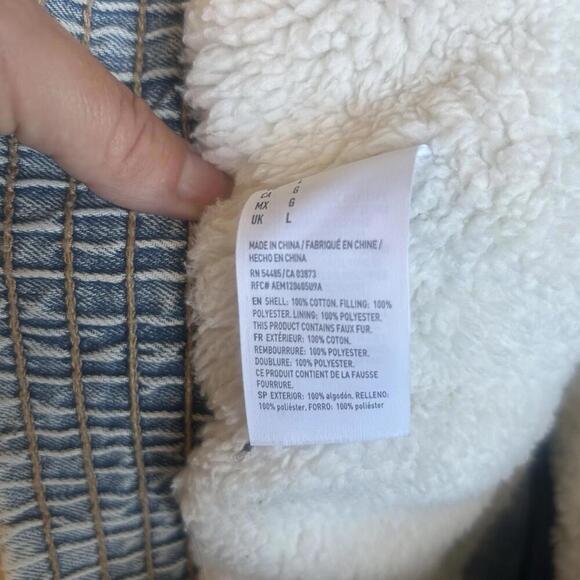 CA G
MX G
UK L
MADE IN CHINA / FABRIQUÉ EN CHINE /
HECHO EN CHINA
RN 54485/CA 03873
RFC# AEM120405U9A
EN SHELL: 100% COTTON. FILLING: 100%
POLYESTER. LINING: 100% POLYESTER.
THIS PRODUCT CONTAINS FAUX FUR.
FR EXTÉRIEUR: 100% COTON.
REMBOURRURE: 100% POLYESTER.
DOUBLURE: 100% POLYESTER.
CE PRODUIT CONTIENT DE LA FAUSSE
FOURRURE.
SP EXTERIOR: 100% algodón. RELLENO:
100% poliéster. FORRO: 100% poliéster